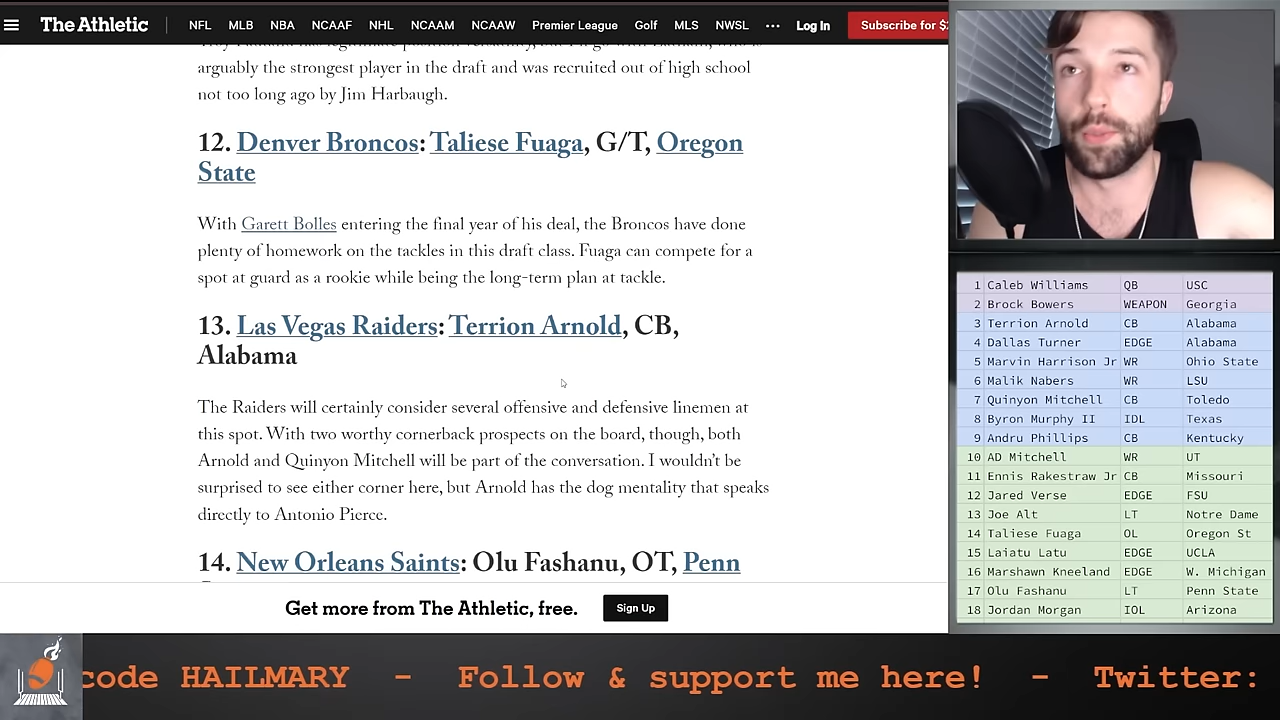 The Athletic
NFL MLB NBA NCAAF NHL NCAAM NCAAW Premier League Golf MLS NWSL ··· Log In Subscribe for $
arguably the strongest player in the draft and was recruited out of high school
not too long ago by Jim Harbaugh.
12. Denver Broncos: Taliese Fuaga, G/T, Oregon
State
With Garett Bolles entering the final year of his deal, the Broncos have done
plenty of homework on the tackles in this draft class. Fuaga can compete for a
spot at guard as a rookie while being the long-term plan at tackle.
13. Las Vegas Raiders: Terrion Arnold, CB,
Alabama
The Raiders will certainly consider several offensive and defensive linemen at
this spot. With two worthy cornerback prospects on the board, though, both
Arnold and Quinyon Mitchell will be part of the conversation. I wouldn't be
surprised to see either corner here, but Arnold has the dog mentality that speaks
directly to Antonio Pierce.
14. New Orleans Saints: Olu Fashanu, OT, Penn
Get more from The Athletic, free. Sign Up
1 Caleb Williams QB USC
2 Brock Bowers WEAPON Georgia
3 Terrion Arnold CB Alabama
4 Dallas Turner EDGE Alabama
5 Marvin Harrison Jr WR Ohio State
6 Malik Nabers WR LSU
7 Quinyon Mitchell CB Toledo
8 Byron Murphy II IDL Texas
9 Andru Phillips CB Kentucky
10 AD Mitchell WR UT
11 Ennis Rakestraw Jr CB Missouri
12 Jared Verse EDGE FSU
13 Joe Alt LT Notre Dame
14 Taliese Fuaga OL Oregon St
15 Laiatu Latu EDGE UCLA
16 Marshawn Kneeland EDGE W. Michigan
17 Olu Fashanu LT Penn State
18 Jordan Morgan IOL Arizona
code HAILMARY - Follow & support me here! - Twitter: